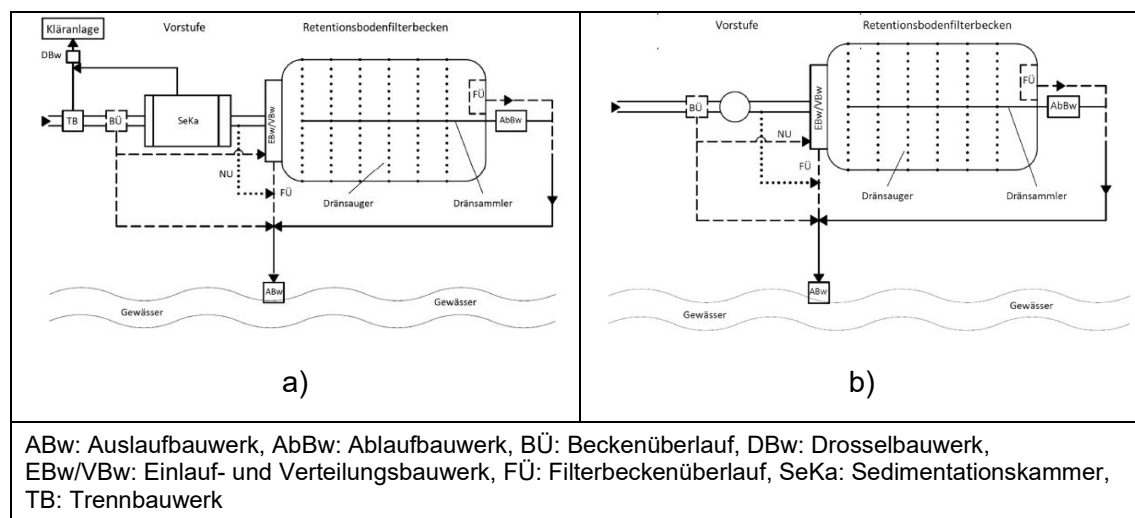 Kläranlage
Vorstufe
Retentionsbodenfilterbecken
DBw
TB
BÜ
SeKa
EBw/VBw
FÜ
AbBw
NU
FÜ
Dränsauger
Dränsammler
ABw
Gewässer
Gewässer
Gewässer
a)
Vorstufe
Retentionsbodenfilterbecken
BÜ
EBw/VBw
FÜ
AbBw
NU
FÜ
Dränsauger
Dränsammler
ABw
Gewässer
Gewässer
Gewässer
b)
ABw: Auslaufbauwerk, AbBw: Ablaufbauwerk, BÜ: Beckenüberlauf, DBw: Drosselbauwerk,
EBw/VBw: Einlauf- und Verteilungsbauwerk, FÜ: Filterbeckenüberlauf, SeKa: Sedimentationskammer,
TB: Trennbauwerk